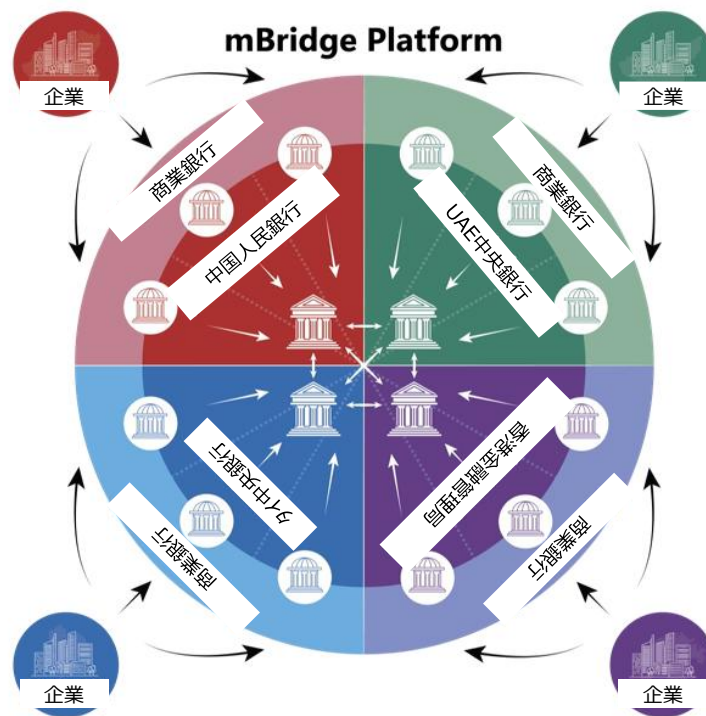 mBridge Platform
企業
企業
商業銀行
商業銀行
中国人民銀行
UAE中央銀行
タイ中央銀行
香港金融管理局
商業銀行
商業銀行
企業
企業